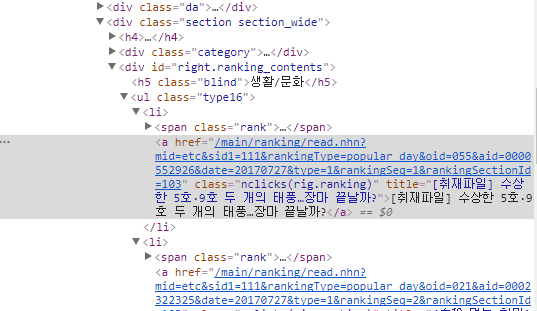 ▶<div class="da">…</div>
▼<div class="section section_wide">
▶<h4>…</h4>
▶<div class="category">…</div>
▼<div id="right.ranking_contents">
<h5 class="blind">생활/문화</h5>
▼<ul class="type16">
▼<li>
▶<span class="rank">…</span>
<a href="/main/ranking/read.nhn?
mid=etc&sid1=111&rankingType=popular_day&oid=055&aid=0000
552926&date=20170727&type=1&rankingSeq=1&rankingSectionId
=103" class="nclicks(rig.ranking)" title="[취재파일] 수상
한 5호·9호 두 개의 태풍…장마 끝날까?">[취재파일] 수상한 5호·9
호 두 개의 태풍…장마 끝날까?</a> == $0
</li>
▼<li>
▶<span class="rank">…</span>
<a href="/main/ranking/read.nhn?
mid=etc&sid1=111&rankingType=popular_day&oid=021&aid=0002
322325&date=20170727&type=1&rankingSeq=2&rankingSectionId